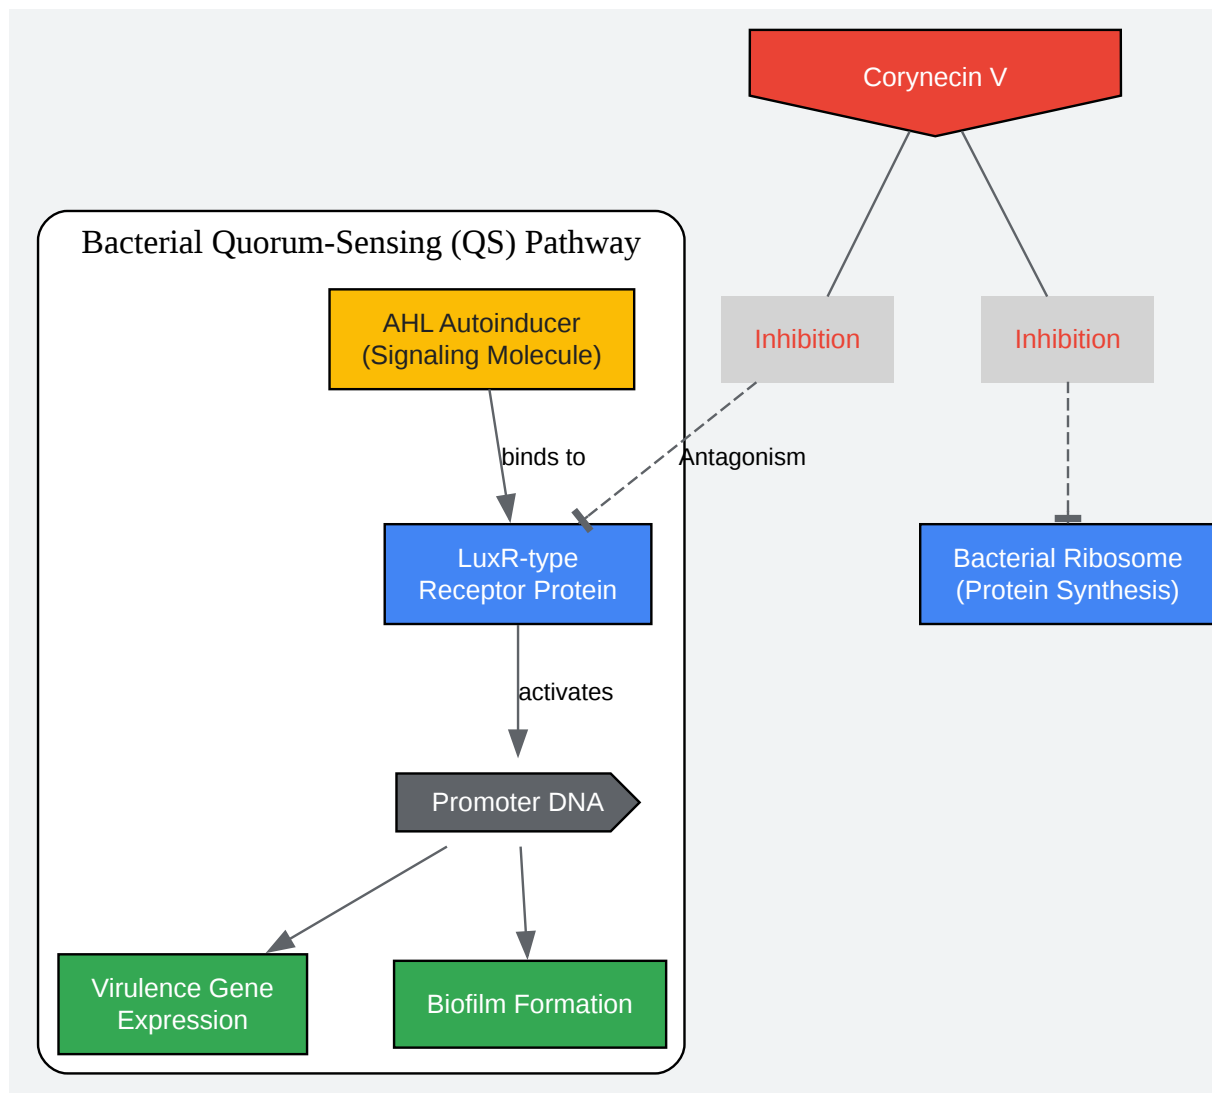 Corynecin V
Bacterial Quorum-Sensing (QS) Pathway
AHL Autoinducer
(Signaling Molecule)
Inhibition
Inhibition
binds to
Antagonism
LuxR-type
Receptor Protein
Bacterial Ribosome
(Protein Synthesis)
activates
Promoter DNA
Virulence Gene
Expression
Biofilm Formation